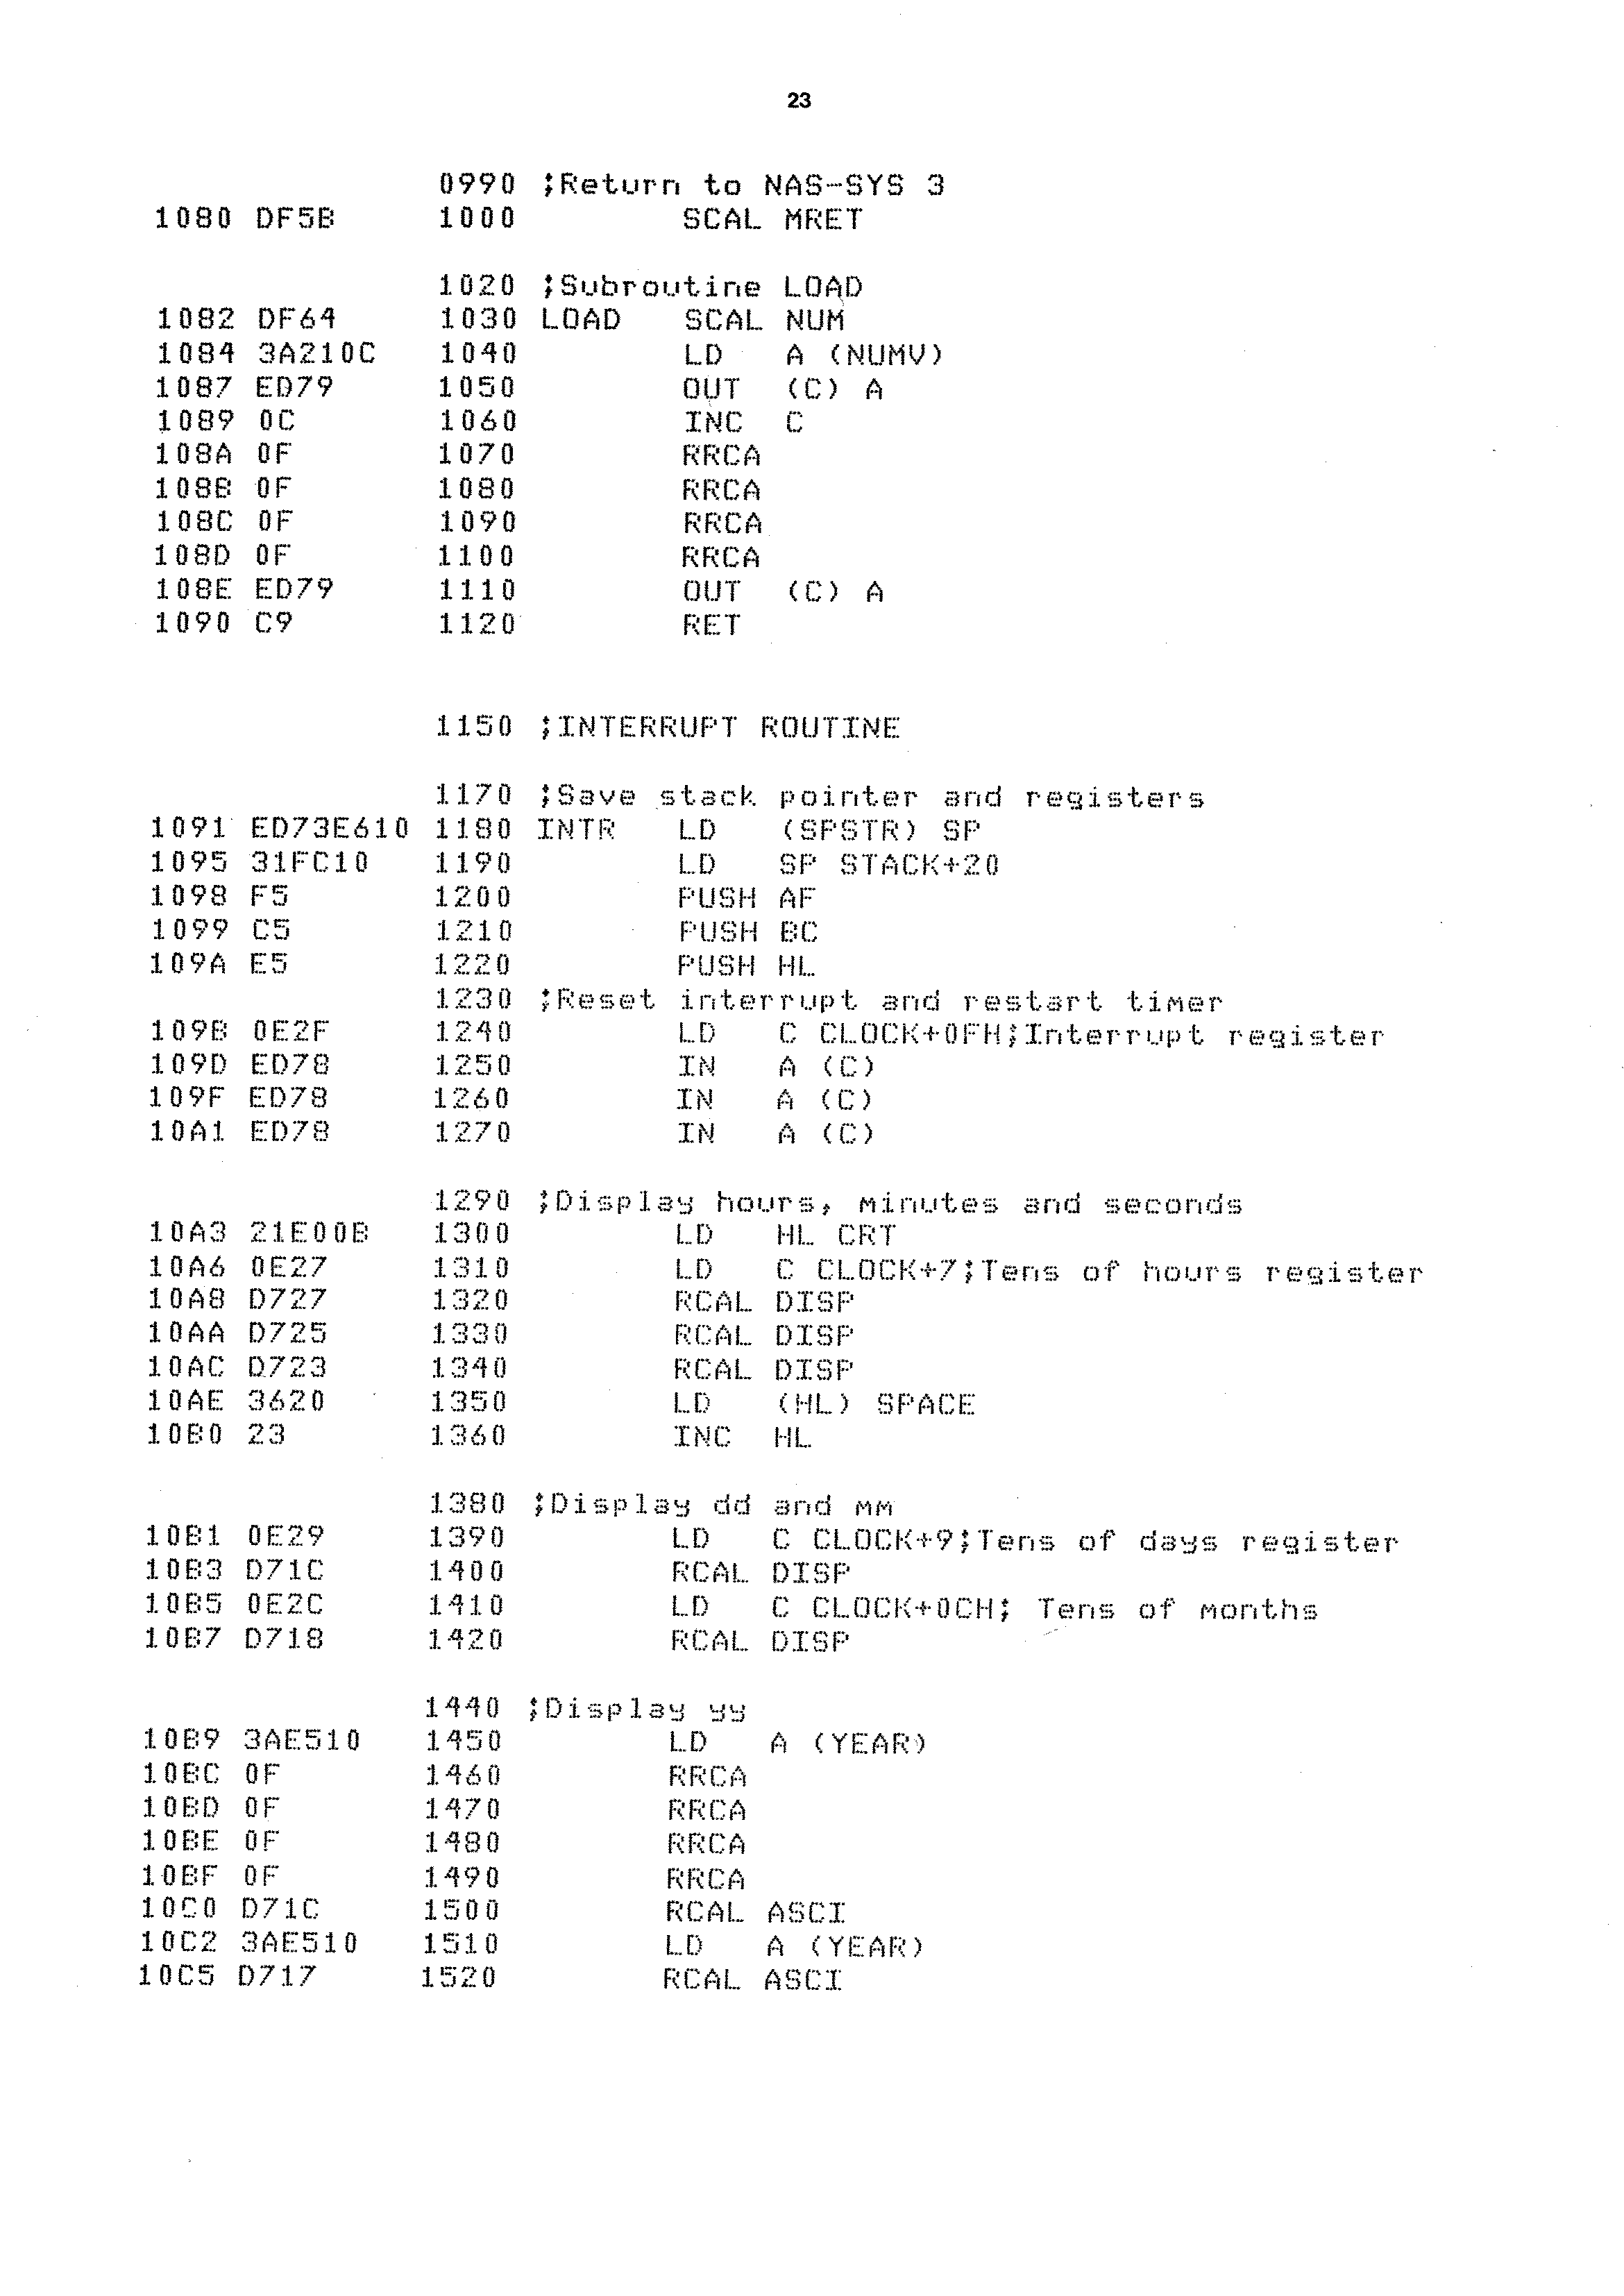 23
0990 ;Return to NAS-SYS 3
1080 DF5B 1000 SCAL MRET
1020 ;Subroutine LOAD
1082 DF64 1030 LOAD SCAL NUM
1084 3A210C 1040 LD A (NUMV)
1087 ED79 1050 OUT (C) A
1089 0C 1060 INC C
108A 0F 1070 RRCA
108B 0F 1080 RRCA
108C 0F 1090 RRCA
108D 0F 1100 RRCA
108E ED79 1110 OUT (C) A
1090 C9 1120 RET
1150 ;INTERRUPT ROUTINE
1170 ;Save stack pointer and registers
1091 ED73E610 1180 INTR LD (SPSTR) SP
1095 31FC10 1190 LD SP STACK+20
1098 F5 1200 PUSH AF
1099 C5 1210 PUSH BC
109A E5 1220 PUSH HL
1230 ;Reset interrupt and restart timer
109B 0E2F 1240 LD C CLOCK+0FH;Interrupt register
109D ED78 1250 IN A (C)
109F ED78 1260 IN A (C)
10A1 ED78 1270 IN A (C)
1290 ;Display hours, minutes and seconds
10A3 21E00B 1300 LD HL CRT
10A6 0E27 1310 LD C CLOCK+7;Tens of hours register
10A8 D727 1320 RCAL DISP
10AA D725 1330 RCAL DISP
10AC D723 1340 RCAL DISP
10AE 3620 1350 LD (HL) SPACE
10B0 23 1360 INC HL
1380 ;Display dd and mm
10B1 0E29 1390 LD C CLOCK+9;Tens of days register
10B3 D71C 1400 RCAL DISP
10B5 0E2C 1410 LD C CLOCK+0CH; Tens of months
10B7 D718 1420 RCAL DISP
1440 ;Display yy
10B9 3AE510 1450 LD A (YEAR)
10BC 0F 1460 RRCA
10BD 0F 1470 RRCA
10BE 0F 1480 RRCA
10BF 0F 1490 RRCA
10C0 D71C 1500 RCAL ASCI
10C2 3AE510 1510 LD A (YEAR)
10C5 D717 1520 RCAL ASCI